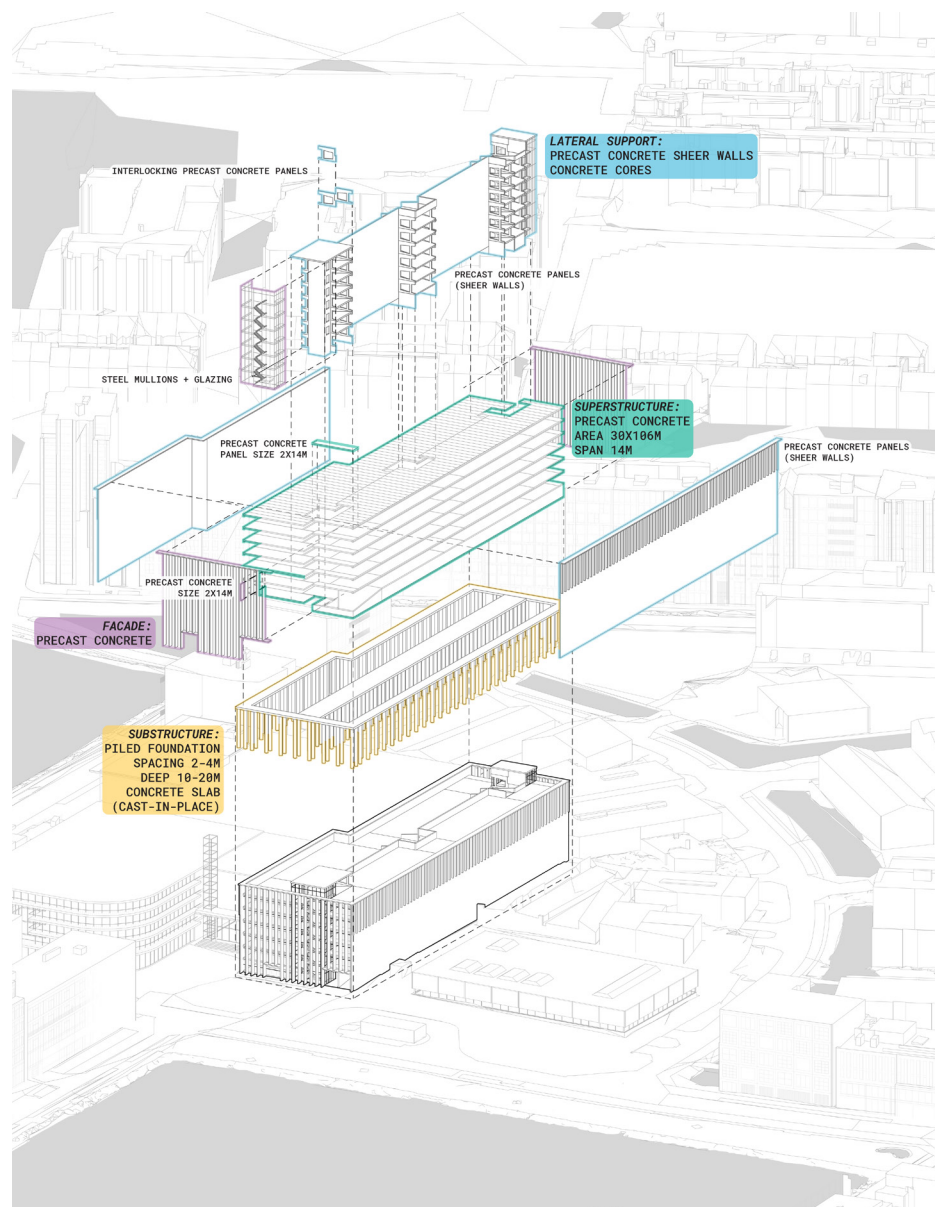 LATERAL SUPPORT:
PRECAST CONCRETE SHEER WALLS
CONCRETE CORES
INTERLOCKING PRECAST CONCRETE PANELS
PRECAST CONCRETE PANELS
(SHEER WALLS)
STEEL MULLIONS + GLAZING
SUPERSTRUCTURE:
PRECAST CONCRETE
AREA 30X106M
SPAN 14M
PRECAST CONCRETE
PANEL SIZE 2X14M
PRECAST CONCRETE PANELS
(SHEER WALLS)
PRECAST CONCRETE
SIZE 2X14M
FACADE:
PRECAST CONCRETE
SUBSTRUCTURE:
PILED FOUNDATION
SPACING 2-4M
DEEP 10-20M
CONCRETE SLAB
(CAST-IN-PLACE)